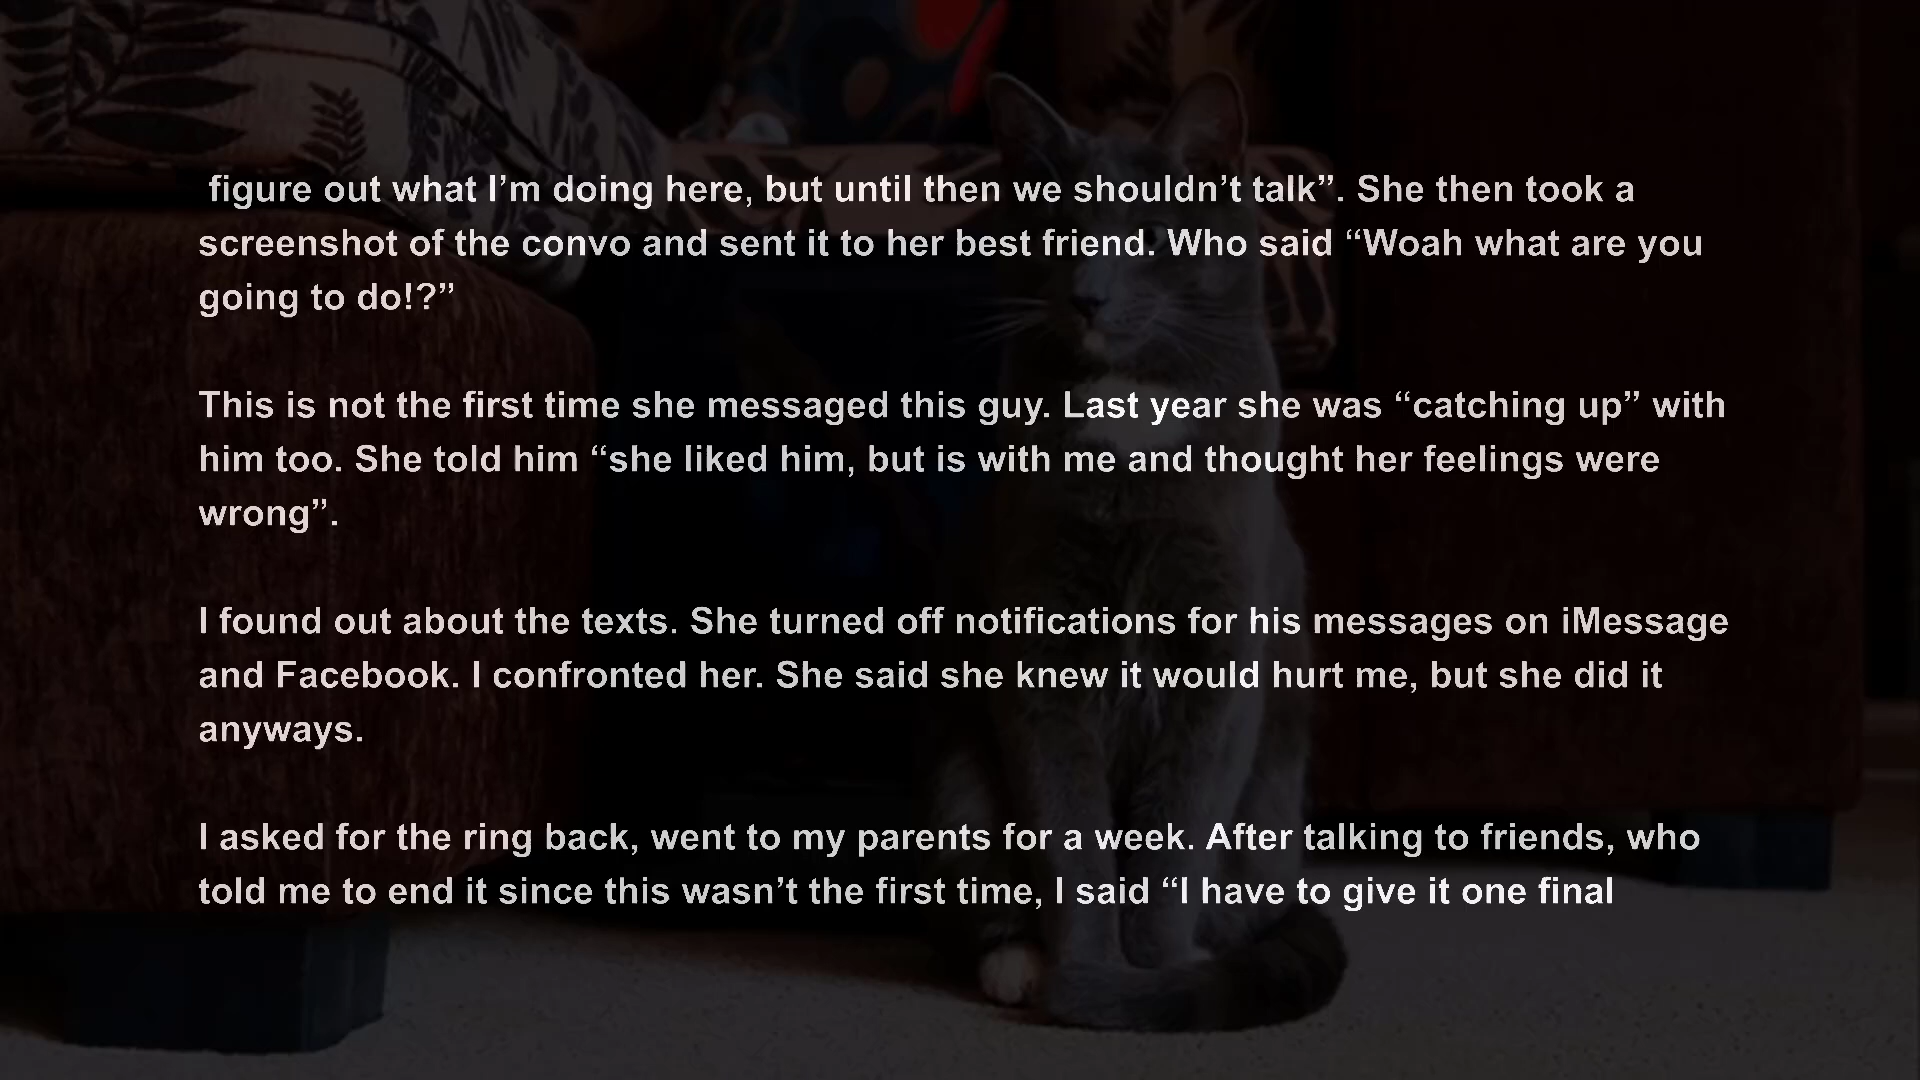 figure out what I’m doing here, but until then we shouldn’t talk”. She then took a
screenshot of the convo and sent it to her best friend. Who said “Woah what are you
going to do!?”
This is not the first time she messaged this guy. Last year she was “catching up” with
him too. She told him “she liked him, but is with me and thought her feelings were
wrong”.
I found out about the texts. She turned off notifications for his messages on iMessage
and Facebook. I confronted her. She said she knew it would hurt me, but she did it
anyways.
I asked for the ring back, went to my parents for a week. After talking to friends, who
told me to end it since this wasn’t the first time, I said “I have to give it one final